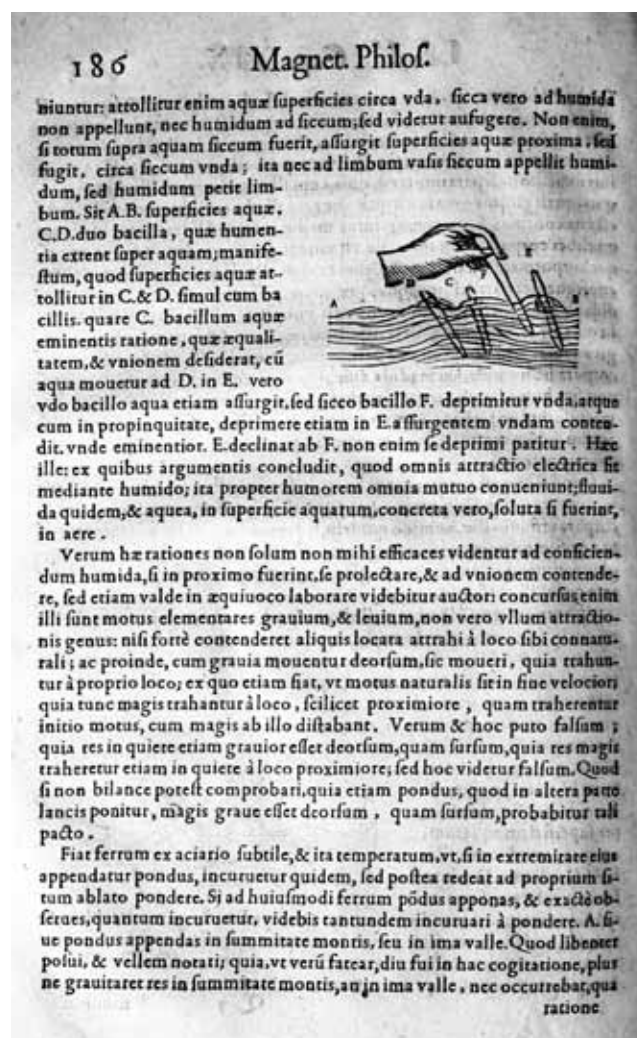 186
Magnet. Philoſ.
niuntur: attollitur enim aquæ ſuperficies circa vda, ſicca vero ad humida
non appellunt, nec humidum ad ſiccum; ſed videtur aufugere. Non enim,
ſi totum ſupra aquam ſiccum fuerit, aſſurgit ſuperficies aquæ proxima, ſed
fugit, circa ſiccum vnda; ita nec ad limbum vaſis ſiccum appellit humi-
dum, ſed humidum petit lim-
bum. Sit A.B. ſuperficies aquæ.
C.D. duo bacilla, quæ humen-
tia extent ſuper aquam; manife-
ſtum, quod ſuperficies aquæ at-
tollitur in C. & D. ſimul cum ba
cillis. quare C. bacillum aquæ
eminentis ratione, quæ æquali-
tatem, & vnionem deſiderat, cū
aqua mouetur ad D. in E. vero
vdo bacillo aqua etiam aſſurgit, ſed ſicco bacillo F. deprimitur vnda, atque
cum in propinquitate, deprimere etiam in E. aſſurgentem vndam conten-
dit. vnde eminentior. E. declinat ab F. non enim ſe deprimi patitur. Hæc
ille: ex quibus argumentis concludit, quod omnis attractio electrica fit
mediante humido; ita propter humorem omnia mutuo conueniunt; flui-
da quidem, & aquea, in ſuperficie aquatum, concreta vero, ſoluta ſi fuerint,
in aere.
Verum hæ rationes non ſolum non mihi efficaces videntur ad conficien-
dum humida, ſi in proximo fuerint, ſe prolectare, & ad vnionem contende-
re, ſed etiam valde in æquiuoco laborare videbitur auctor: concurſus enim
illi ſunt motus elementares grauium, & leuium, non vero vllum attractio-
nis genus: niſi fortè contenderet aliquis locata attrahi à loco ſibi connatu-
rali; ac proinde, cum grauia mouentur deorſum, ſic moueri, quia trahun-
tur à proprio loco; ex quo etiam fiat, vt motus naturalis ſit in fine velocior,
quia tunc magis trahantur à loco, ſcilicet proximiore, quam traherentur
initio motus, cum magis ab illo diſtabant. Verum & hoc puto falſum;
quia res in quiete etiam grauior eſſet deorſum, quam ſurſum, quia res magis
traheretur etiam in quiete à loco proximiore; ſed hoc videtur falſum. Quod
ſi non bilance poteſt comprobari, quia etiam pondus, quod in altera parte
lancis ponitur, magis graue eſſet deorſum, quam ſurſum, probabitur tali
pacto.
Fiat ferrum ex aciario ſubtile, & ita temperatum, vt, ſi in extremitate eius
appendatur pondus, incuruetur quidem, ſed poſtea redeat ad proprium ſi-
tum ablato pondere. Si ad huiuſmodi ferrum pōdus apponas, & exactè ob-
ſerues, quantum incuruetur, videbis tantundem incuruari à pondere. A. ſi-
ue pondus appendas in ſummitate montis, ſeu in ima valle. Quod libenter
poſui, & vellem notari; quia, vt verū fatear, diu fui in hac cogitatione, plus
ne grauitaret res in ſummitate montis, an in ima valle, nec occurrebat, qua
ratione
A
D
C
F
E
B